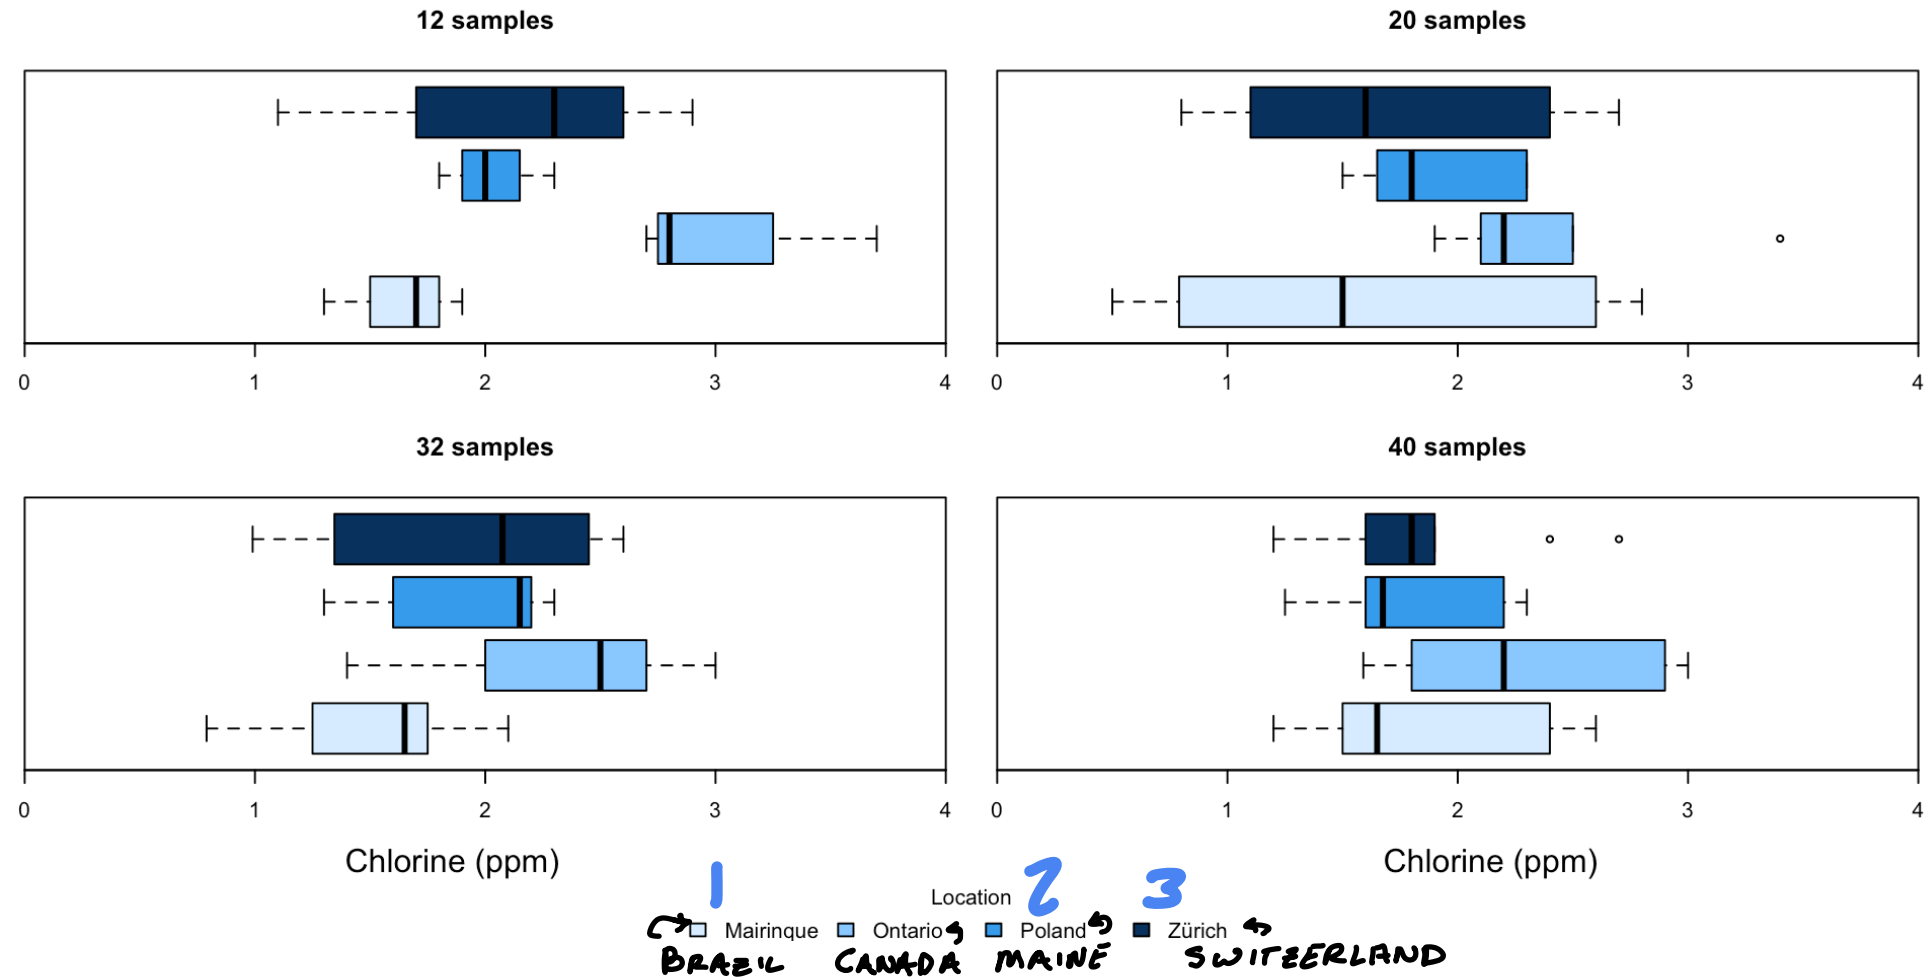 12 samples
20 samples
0 1 2 3 4
0 1 2 3 4
32 samples
40 samples
0 1 2 3 4
0 1 2 3 4
Chlorine (ppm)
Chlorine (ppm)
1 2 3
Location
Mairinque Ontario Poland Zürich
BRAZIL CANADA MAINE SWITZERLAND